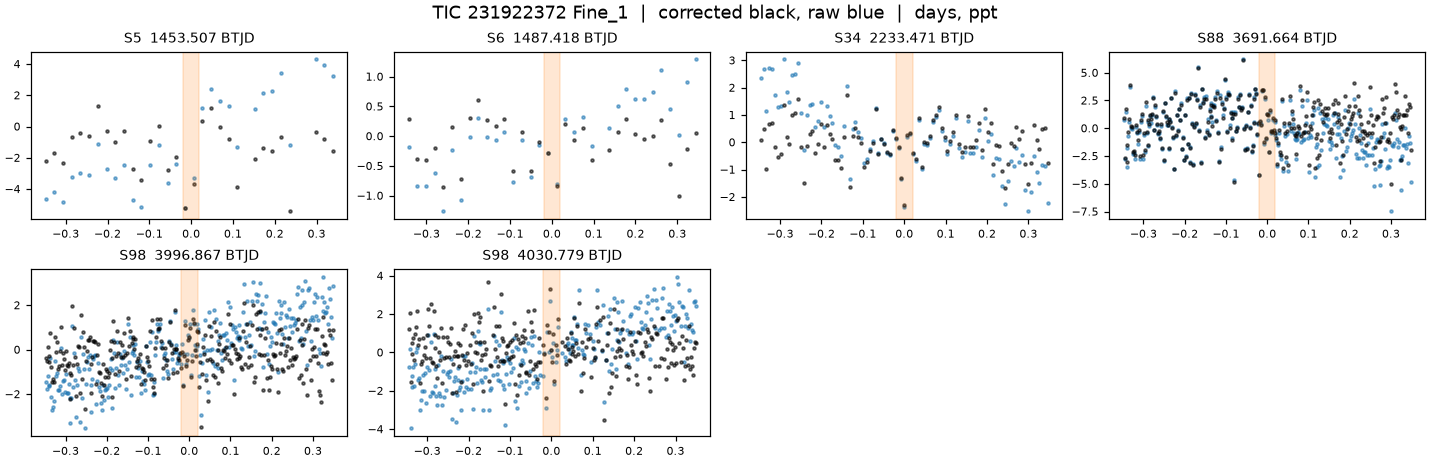 TIC 231922372 Fine_1 | corrected black, raw blue | days, ppt
S5 1453.507 BTJD
S6 1487.418 BTJD
S34 2233.471 BTJD
S88 3691.664 BTJD
4
2
0
−2
−4
−0.3 −0.2 −0.1 0.0 0.1 0.2 0.3
1.0
0.5
0.0
−0.5
−1.0
−0.3 −0.2 −0.1 0.0 0.1 0.2 0.3
3
2
1
0
−1
−2
−0.3 −0.2 −0.1 0.0 0.1 0.2 0.3
5.0
2.5
0.0
−2.5
−5.0
−7.5
−0.3 −0.2 −0.1 0.0 0.1 0.2 0.3
S98 3996.867 BTJD
S98 4030.779 BTJD
2
0
−2
−0.3 −0.2 −0.1 0.0 0.1 0.2 0.3
4
2
0
−2
−4
−0.3 −0.2 −0.1 0.0 0.1 0.2 0.3